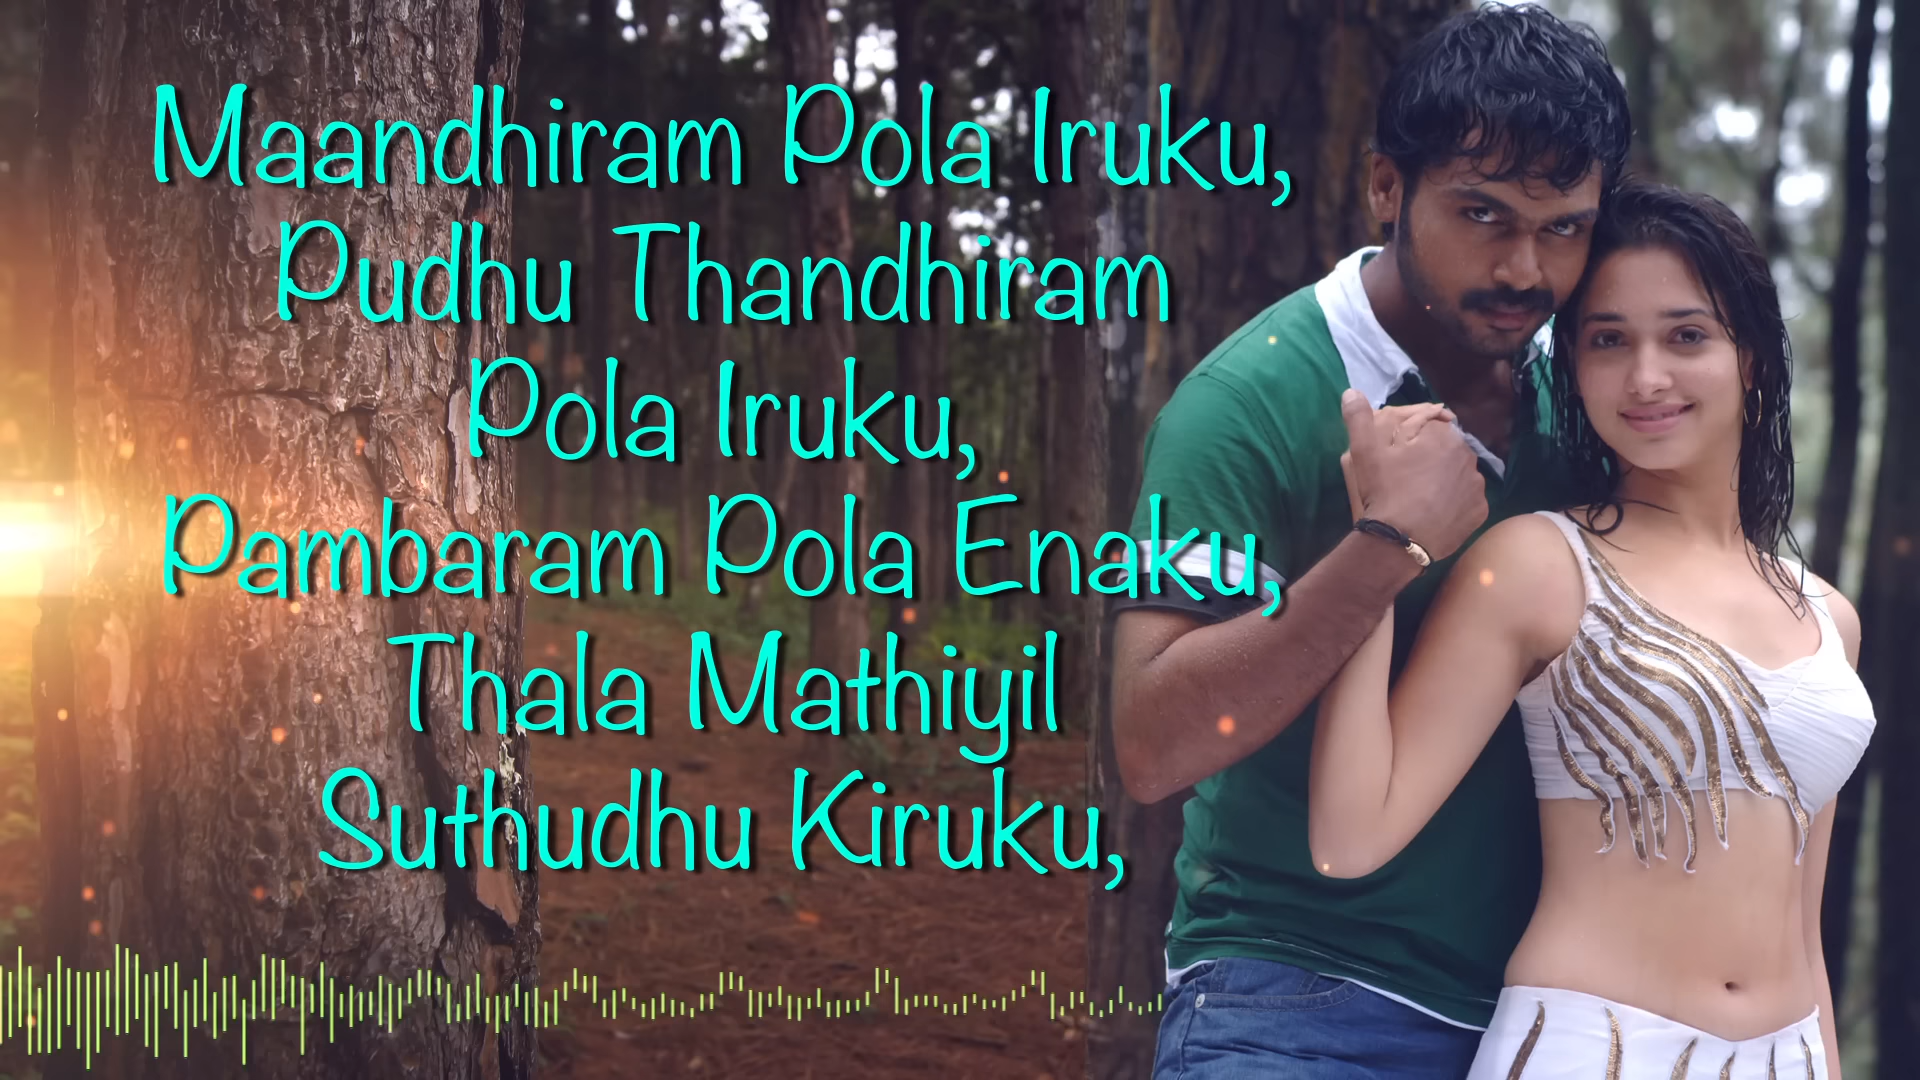 Maandhiram Pola Iruku,
Pudhu Thandhiram
Pola Iruku,
Pambaram Pola Enaku,
Thala Mathiyil
Suthudhu Kiruku,